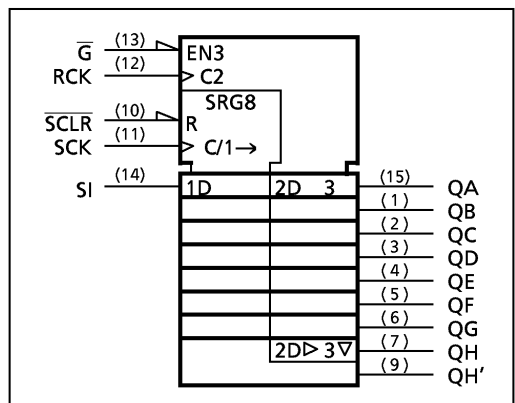 G̅ (13) EN3
RCK (12) C2
SRG8
S̅C̅L̅R̅ (10) R
SCK (11) C/1→
SI (14) 1D 2D 3 (15) QA
(1) QB
(2) QC
(3) QD
(4) QE
(5) QF
(6) QG
2D▷ 3▽ (7) QH
(9) QH′